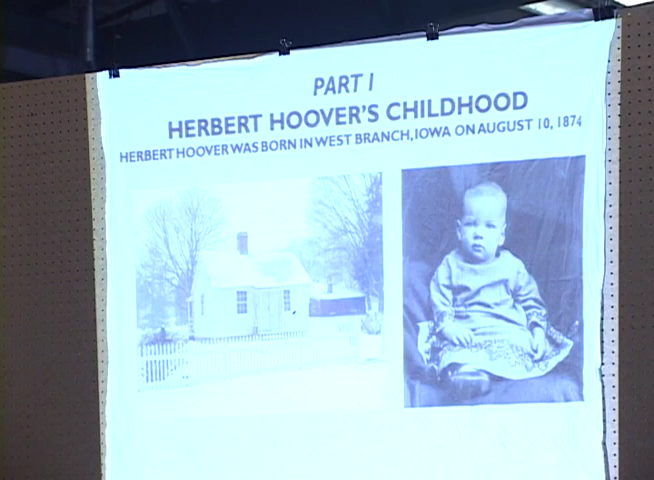 PART I
HERBERT HOOVER'S CHILDHOOD
HERBERT HOOVER WAS BORN IN WEST BRANCH, IOWA ON AUGUST 10, 1874